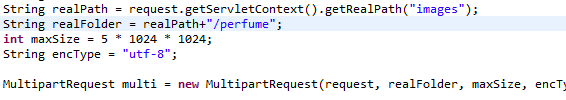 String realPath = request.getServletContext().getRealPath("images");
String realFolder = realPath+"/perfume";
int maxSize = 5 * 1024 * 1024;
String encType = "utf-8";
MultipartRequest multi = new MultipartRequest(request, realFolder, maxSize, encTy